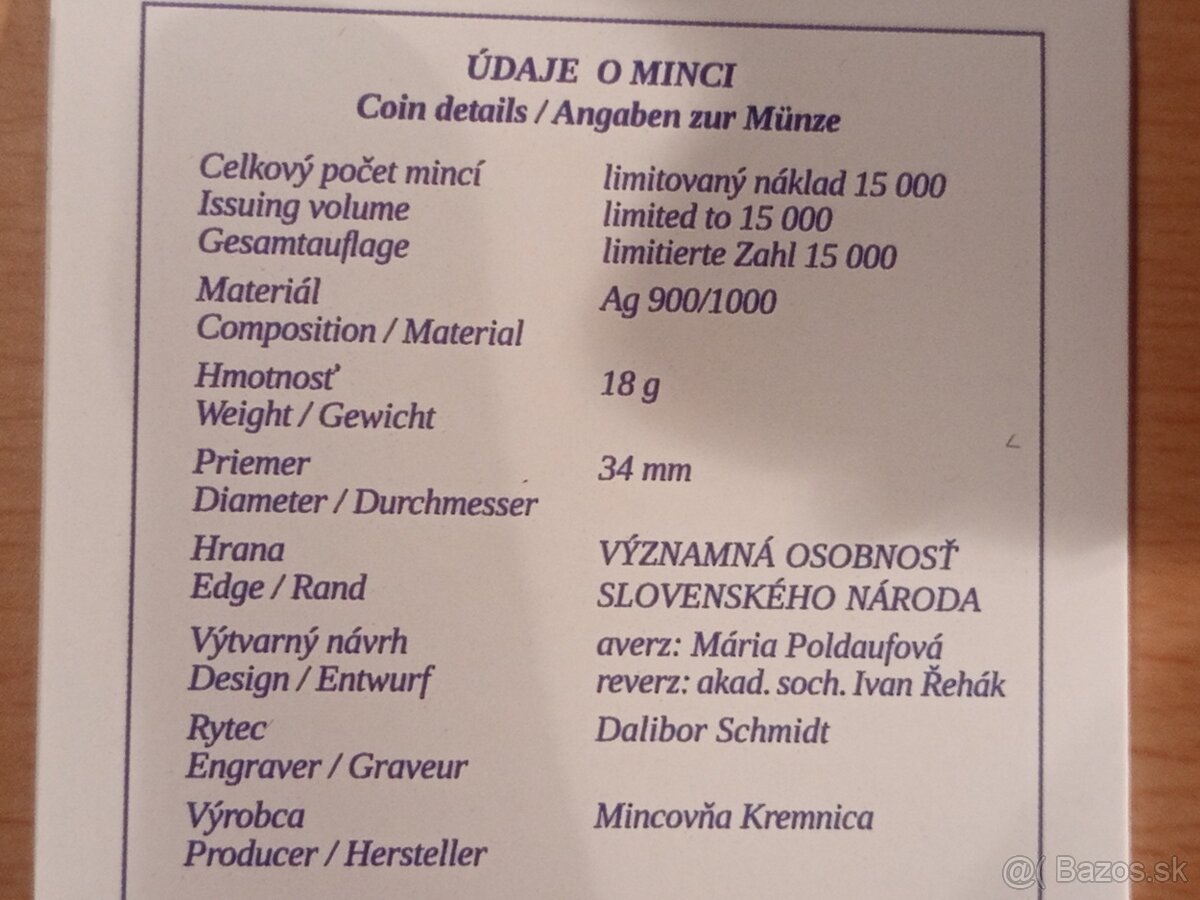 ÚDAJE O MINCI
Coin details / Angaben zur Münze
Celkový počet mincí
Issuing volume
Gesamtauflage
limitovaný náklad 15 000
limited to 15 000
limitierte Zahl 15 000
Materiál
Composition / Material
Ag 900/1000
Hmotnosť
Weight / Gewicht
18 g
Priemer
Diameter / Durchmesser
34 mm
Hrana
Edge / Rand
VÝZNAMNÁ OSOBNOSŤ
SLOVENSKÉHO NÁRODA
Výtvarný návrh
Design / Entwurf
averz: Mária Poldaufová
reverz: akad. soch. Ivan Řehák
Rytec
Engraver / Graveur
Dalibor Schmidt
Výrobca
Producer / Hersteller
Mincovňa Kremnica
@( Bazos.sk